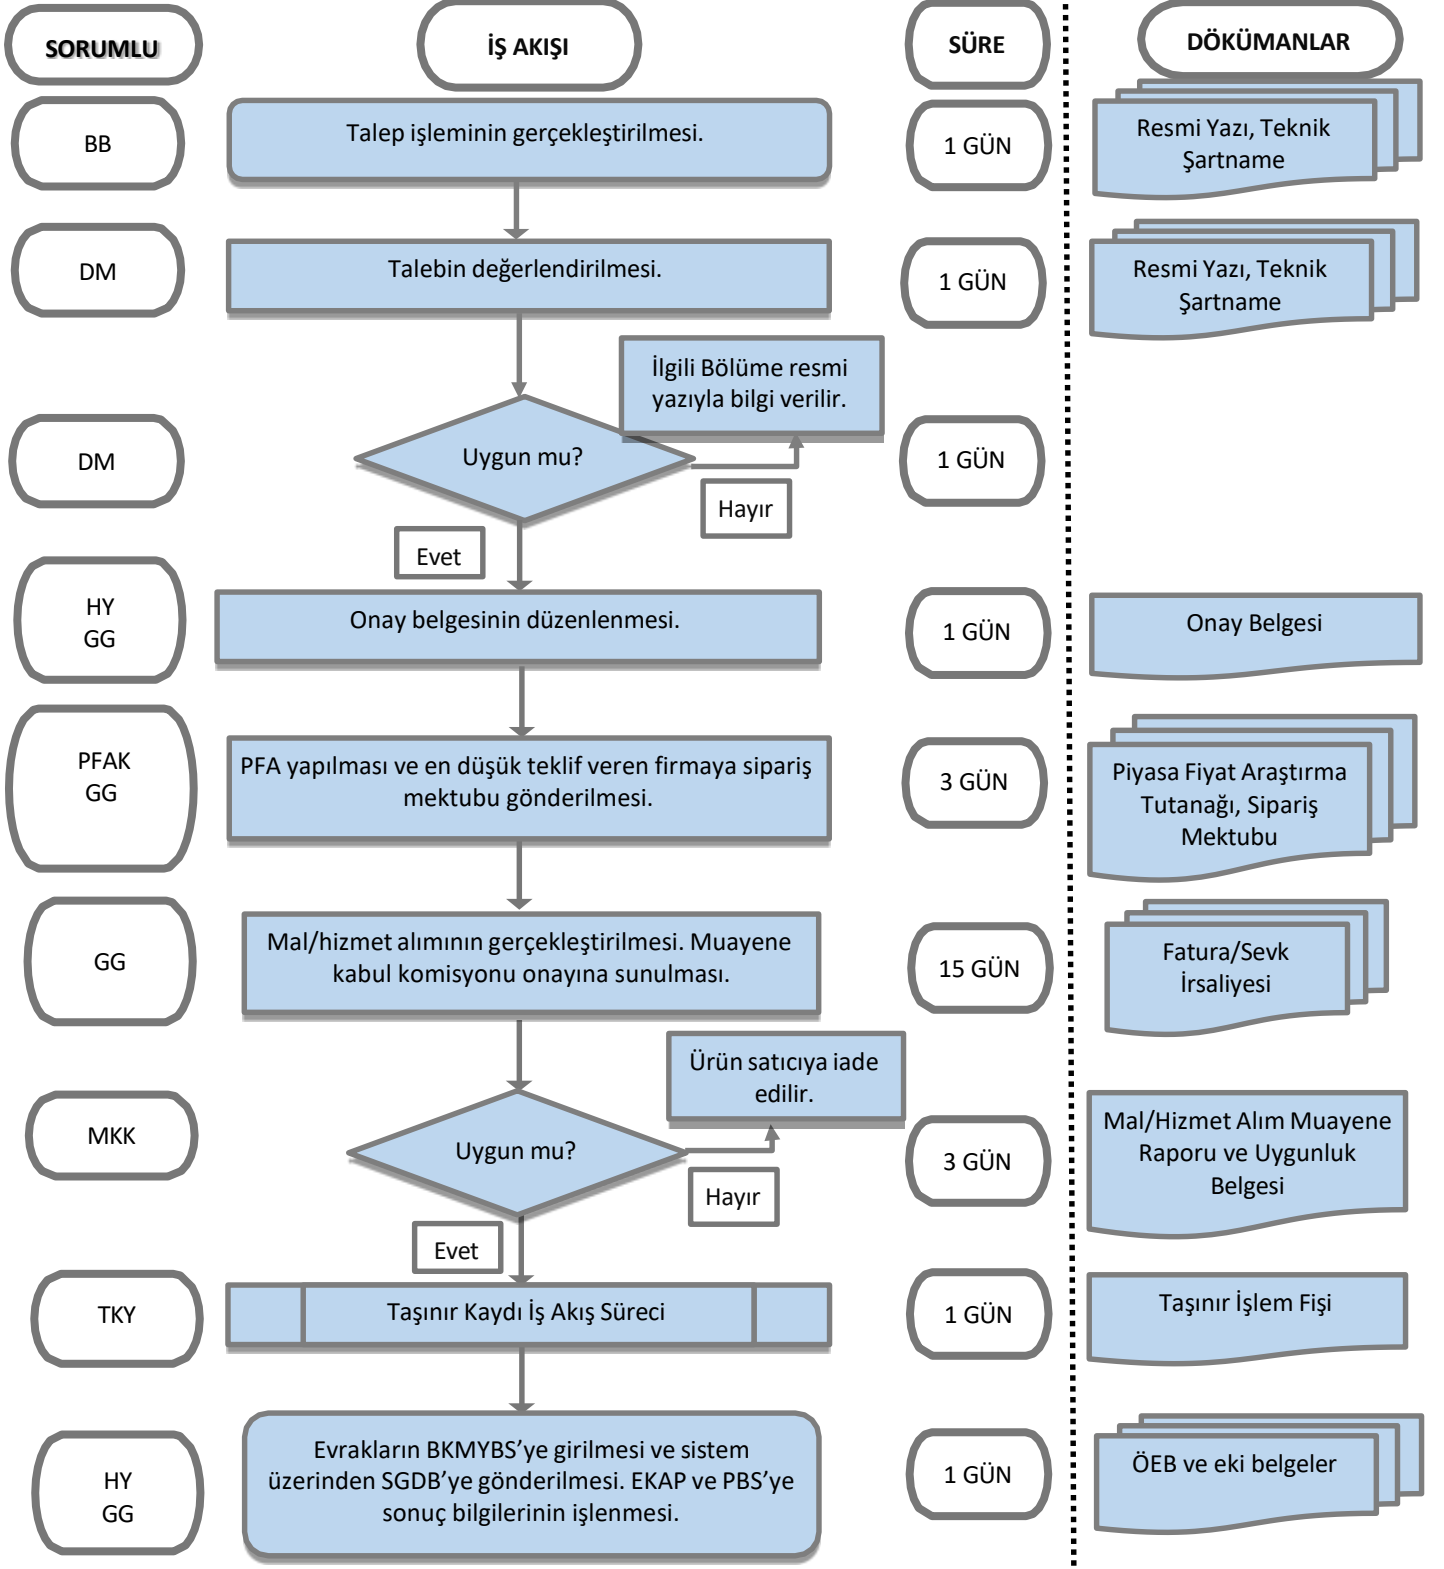 SORUMLU
İŞ AKIŞI
SÜRE
DÖKÜMANLAR
BB
Talep işleminin gerçekleştirilmesi.
1 GÜN
Resmi Yazı, Teknik
Şartname
DM
Talebin değerlendirilmesi.
1 GÜN
Resmi Yazı, Teknik
Şartname
İlgili Bölüme resmi
yazıyla bilgi verilir.
DM
Uygun mu?
1 GÜN
Hayır
Evet
HY
GG
Onay belgesinin düzenlenmesi.
1 GÜN
Onay Belgesi
PFAK
GG
PFA yapılması ve en düşük teklif veren firmaya sipariş
mektubu gönderilmesi.
3 GÜN
Piyasa Fiyat Araştırma
Tutanağı, Sipariş
Mektubu
GG
Mal/hizmet alımının gerçekleştirilmesi. Muayene
kabul komisyonu onayına sunulması.
15 GÜN
Fatura/Sevk
İrsaliyesi
Ürün satıcıya iade
edilir.
MKK
Uygun mu?
3 GÜN
Mal/Hizmet Alım Muayene
Raporu ve Uygunluk
Belgesi
Hayır
Evet
TKY
Taşınır Kaydı İş Akış Süreci
1 GÜN
Taşınır İşlem Fişi
HY
GG
Evrakların BKMYBS’ye girilmesi ve sistem
üzerinden SGDB’ye gönderilmesi. EKAP ve PBS’ye
sonuç bilgilerinin işlenmesi.
1 GÜN
ÖEB ve eki belgeler